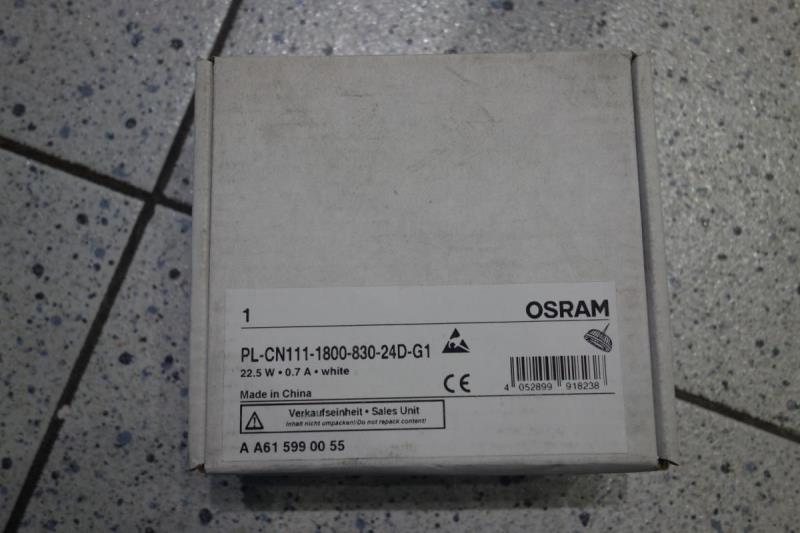 1
OSRAM
PL-CN111-1800-830-24D-G1
22.5 W • 0.7 A • white
Made in China
CE
4 052899 918238
Verkaufseinheit • Sales Unit
Inhalt nicht umpacken!/Do not repack content!
A A61 599 00 55